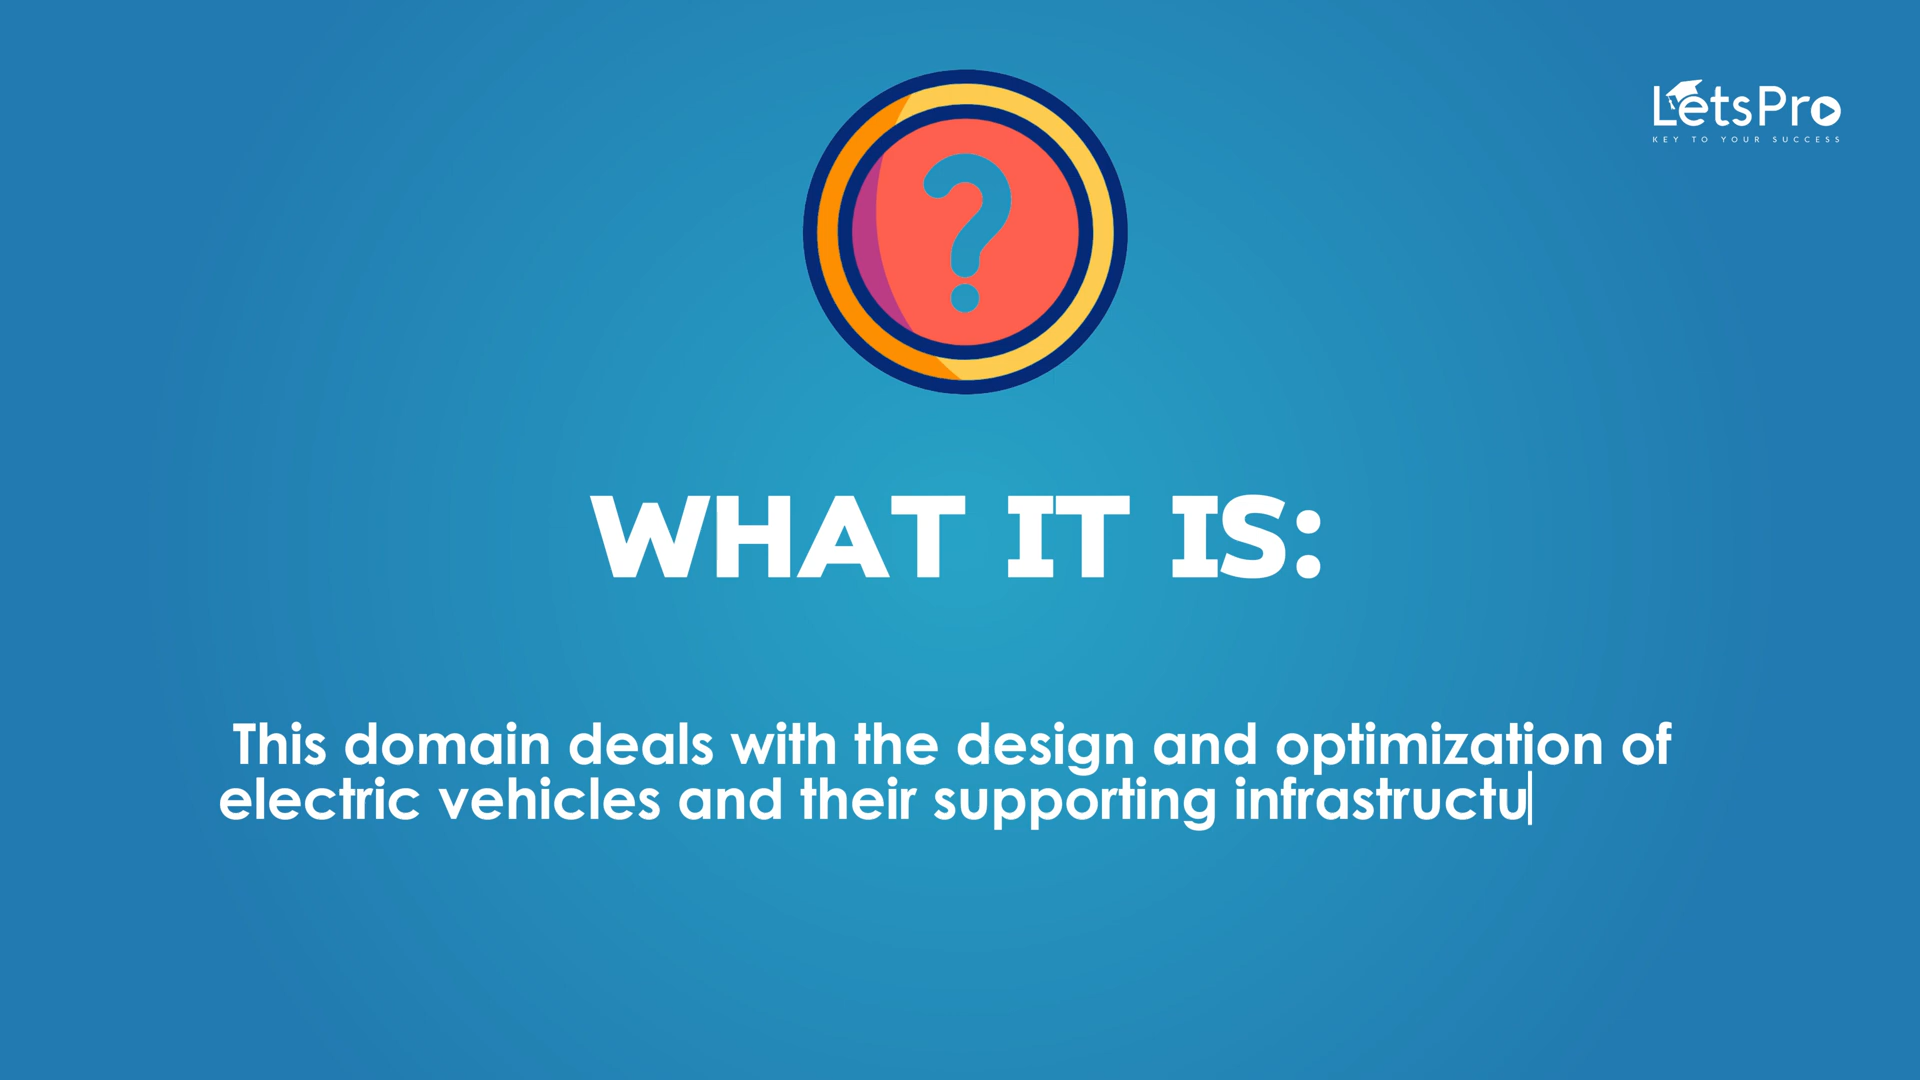 LetsPro
KEY TO YOUR SUCCESS
?
WHAT IT IS:
This domain deals with the design and optimization of
electric vehicles and their supporting infrastructu